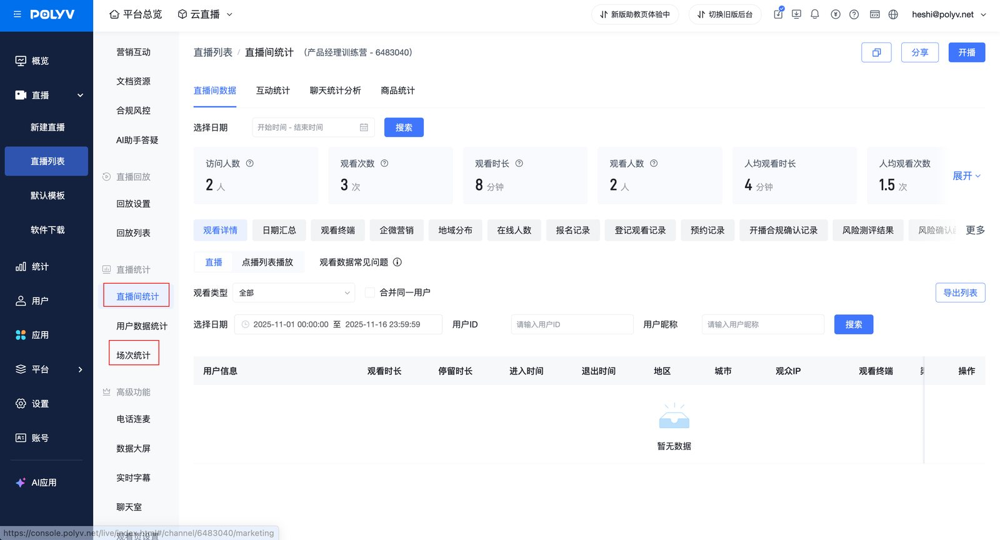 POLYV
平台总览
云直播
新版助教页体验中
切换旧版后台
heshi@polyv.net
概览
直播
新建直播
直播列表
默认模板
软件下载
统计
用户
应用
平台
设置
账号
AI应用
营销互动
文档资源
合规风控
AI助手答疑
直播回放
回放设置
回放列表
直播统计
直播间统计
用户数据统计
场次统计
高级功能
电话连麦
数据大屏
实时字幕
聊天室
观看页设置
直播列表 / 直播间统计 (产品经理训练营 - 6483040)
分享
开播
直播间数据 互动统计 聊天统计分析 商品统计
选择日期 开始时间 - 结束时间 搜索
访问人数
2 人
观看次数
3 次
观看时长
8 分钟
观看人数
2 人
人均观看时长
4 分钟
人均观看次数
1.5 次
展开
观看详情 日期汇总 观看终端 企微营销 地域分布 在线人数 报名记录 登记观看记录 预约记录 开播合规确认记录 风险测评结果 风险确认 更多
直播 点播列表播放 观看数据常见问题
观看类型 全部 合并同一用户 导出列表
选择日期 2025-11-01 00:00:00 至 2025-11-16 23:59:59 用户ID 请输入用户ID 用户昵称 请输入用户昵称 搜索
用户信息 观看时长 停留时长 进入时间 退出时间 地区 城市 观众IP 观看终端 操作
暂无数据
https://console.polyv.net/live/index.html#/channel/6483040/marketing